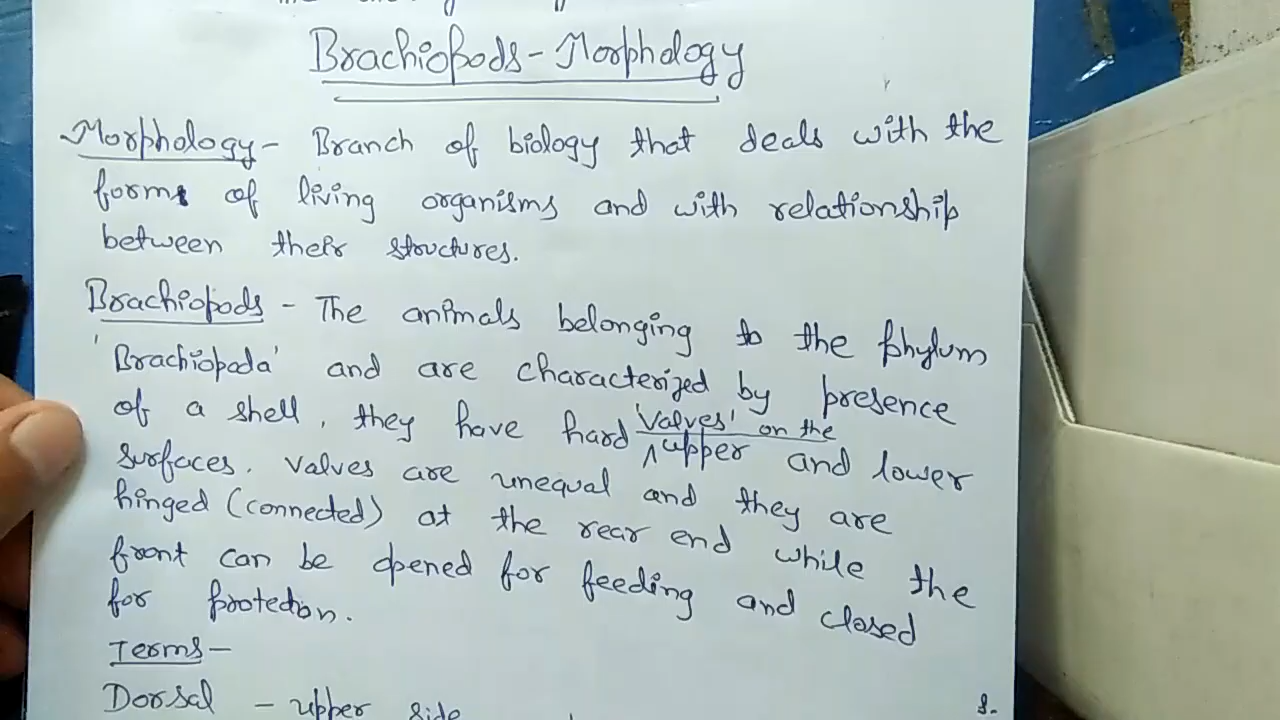 Brachiopods - Morphology
Morphology - Branch of biology that deals with the
forms of living organisms and with relationship
between their structures.
Brachiopods - The animals belonging to the phylum
'Brachiopoda' and are characterized by presence
of a shell, they have hard 'valves' on the upper and lower
surfaces. Valves are unequal and they are
hinged (connected) at the rear end while the
front can be opened for feeding and closed
for protection.
Terms -
Dorsal - upper side